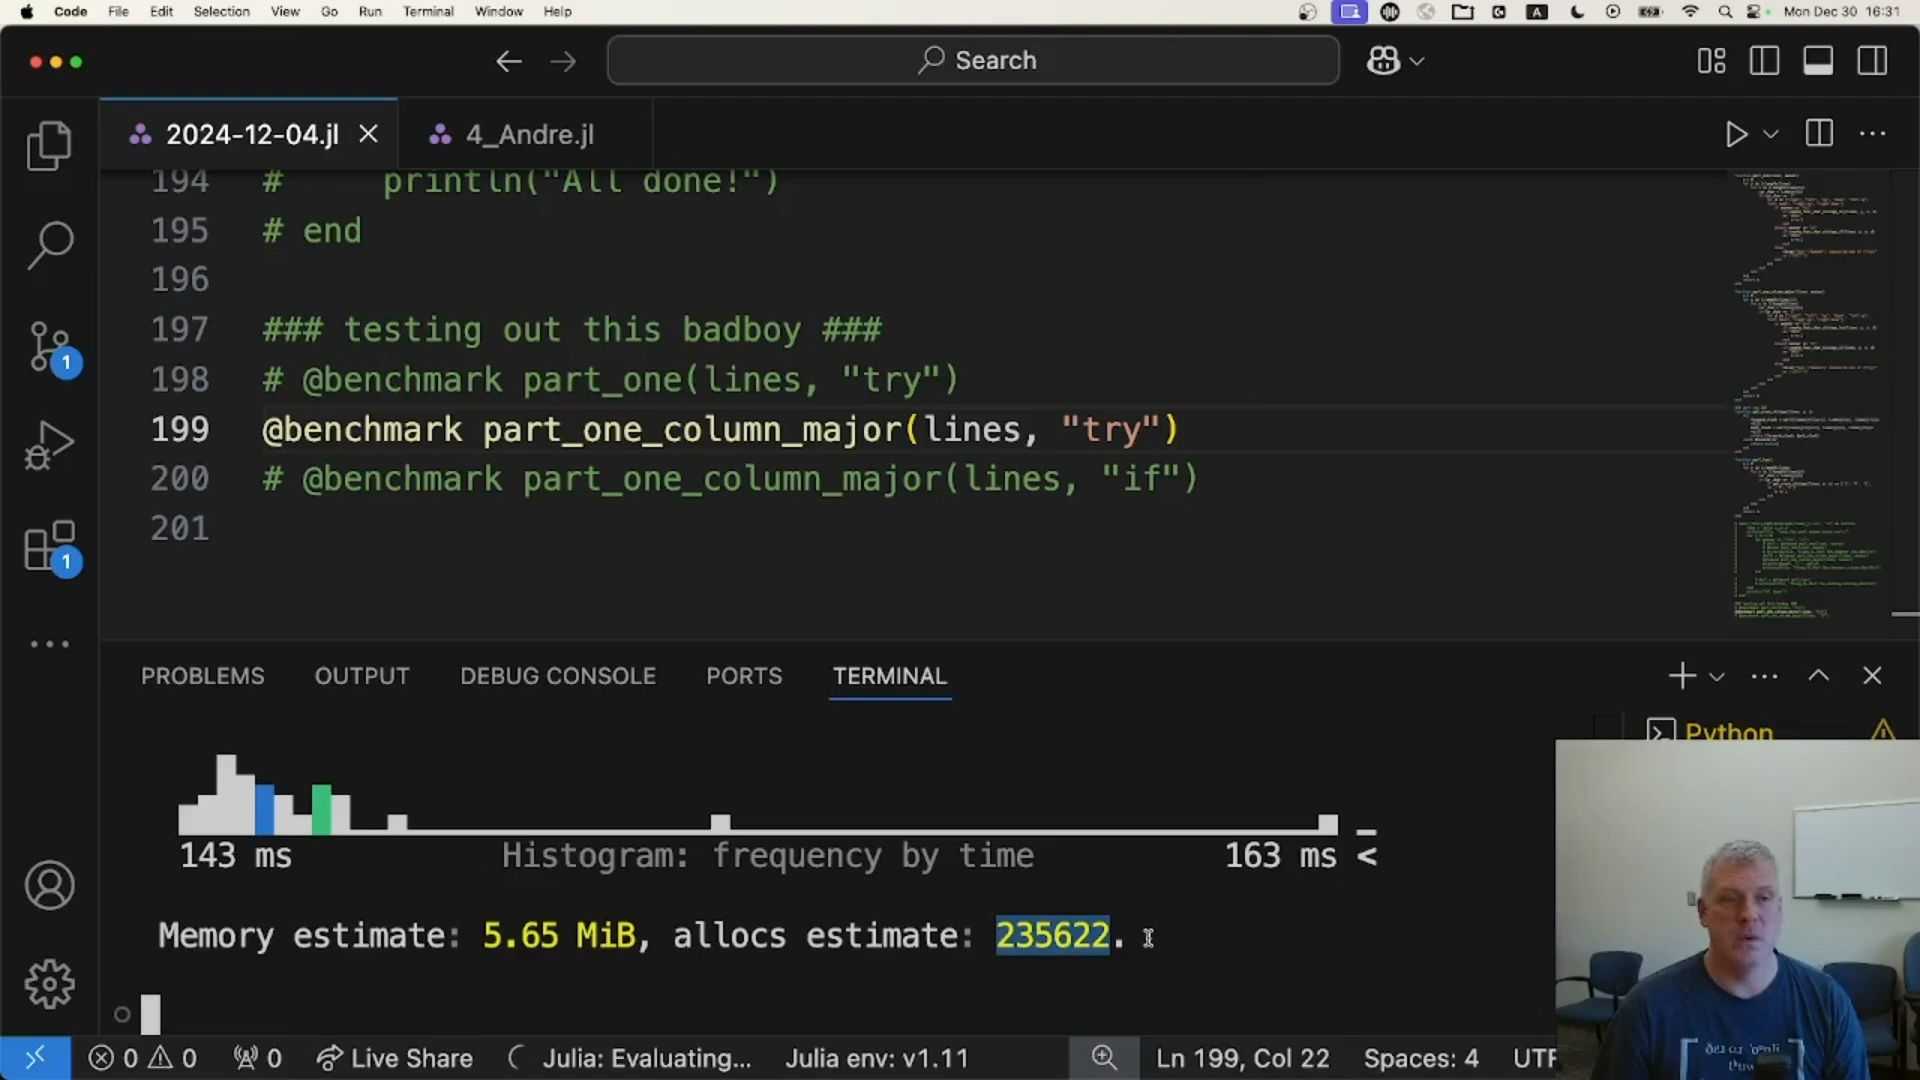 Code File Edit Selection View Go Run Terminal Window Help A Mon Dec 30 16:31
Search
2024-12-04.jl 4_Andre.jl
194 #     println("All done!")
195 # end
196
197 ### testing out this badboy ###
198 # @benchmark part_one(lines, "try")
199 @benchmark part_one_column_major(lines, "try")
200 # @benchmark part_one_column_major(lines, "if")
201
1
1
PROBLEMS OUTPUT DEBUG CONSOLE PORTS TERMINAL
Python
143 ms Histogram: frequency by time 163 ms <
Memory estimate: 5.65 MiB, allocs estimate: 235622.
0 0 0 Live Share Julia: Evaluating... Julia env: v1.11 Ln 199, Col 22 Spaces: 4 UTF